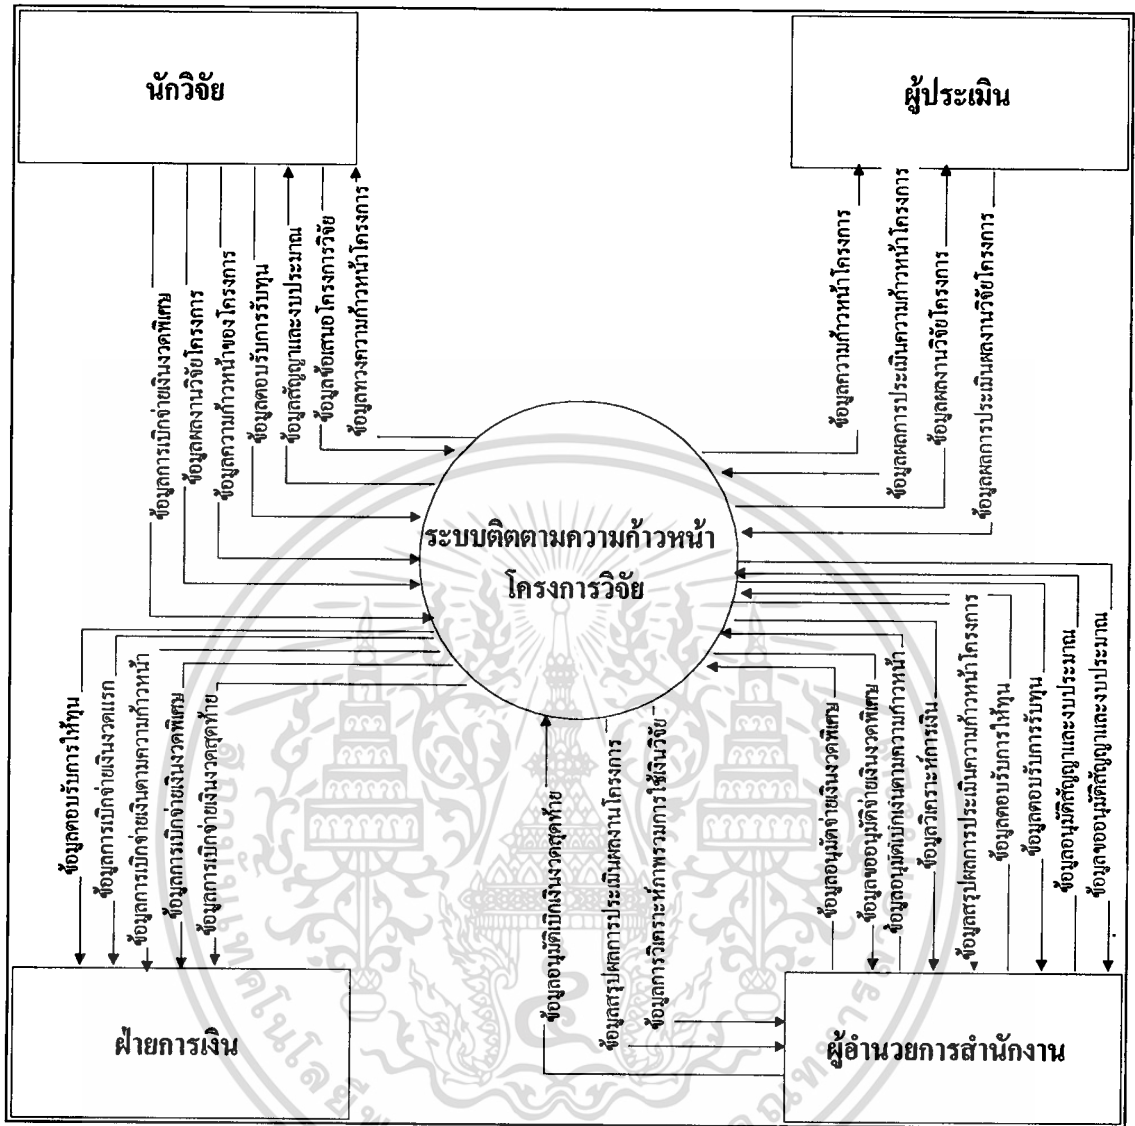 นักวิจัย
ผู้ประเมิน
ข้อมูลการเบิกจ่ายเงินงวดพิเศษ
ข้อมูลผลงานวิจัยโครงการ
ข้อมูลความก้าวหน้าของโครงการ
ข้อมูลตอบรับการรับทุน
ข้อมูลสัญญาและงบประมาณ
ข้อมูลข้อเสนอโครงการวิจัย
ข้อมูลทวงความก้าวหน้าโครงการ
ข้อมูลความก้าวหน้าโครงการ
ข้อมูลผลการประเมินความก้าวหน้าโครงการ
ข้อมูลผลงานวิจัยโครงการ
ข้อมูลผลการประเมินผลงานวิจัยโครงการ
ระบบติดตามความก้าวหน้า
โครงการวิจัย
ข้อมูลตอบรับการให้ทุน
ข้อมูลการเบิกจ่ายเงินงวดแรก
ข้อมูลการเบิกจ่ายเงินตามความก้าวหน้า
ข้อมูลการเบิกจ่ายเงินงวดพิเศษ
ข้อมูลการเบิกจ่ายเงินงวดสุดท้าย
ข้อมูลอนุมัติเบิกเงินงวดสุดท้าย
ข้อมูลสรุปผลการประเมินผลงานโครงการ
ข้อมูลการวิเคราะห์ภาพรวมการใช้เงินวิจัย
ข้อมูลอนุมัติจ่ายเงินงวดพิเศษ
ข้อมูลขออนุมัติจ่ายเงินงวดพิเศษ
ข้อมูลอนุมัติเบิกเงินตามความก้าวหน้า
ข้อมูลวิเคราะห์การเงิน
ข้อมูลสรุปผลการประเมินความก้าวหน้าโครงการ
ข้อมูลตอบรับการให้ทุน
ข้อมูลตอบรับการรับทุน
ข้อมูลอนุมัติสัญญาและงบประมาณ
ข้อมูลขออนุมัติสัญญาและงบประมาณ
ฝ่ายการเงิน
ผู้อำนวยการสำนักงาน